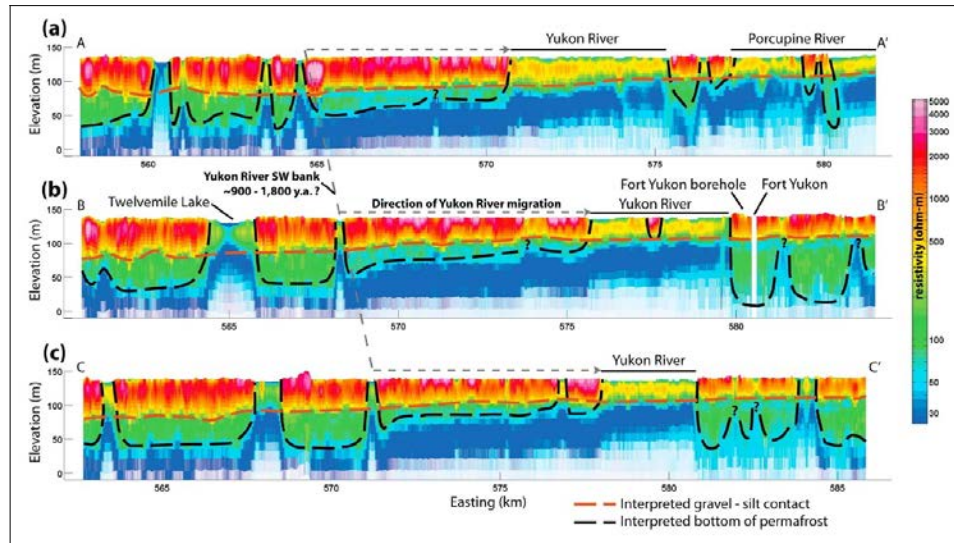 (a)
A
Yukon River
Porcupine River
A'
Elevation (m)
150
100
50
0
560
565
570
575
580
Yukon River SW bank
~900 - 1,800 y.a. ?
?
(b)
B
Twelvemile Lake
Direction of Yukon River migration
Yukon River
Fort Yukon borehole
Fort Yukon
B'
Elevation (m)
150
100
50
0
?
?
?
565
570
575
580
(c)
C
Yukon River
C'
Elevation (m)
150
100
50
0
?
?
565
570
575
580
585
Easting (km)
Interpreted gravel - silt contact
Interpreted bottom of permafrost
5000
4000
3000
2000
1000
500
100
50
30
resistivity (ohm-m)